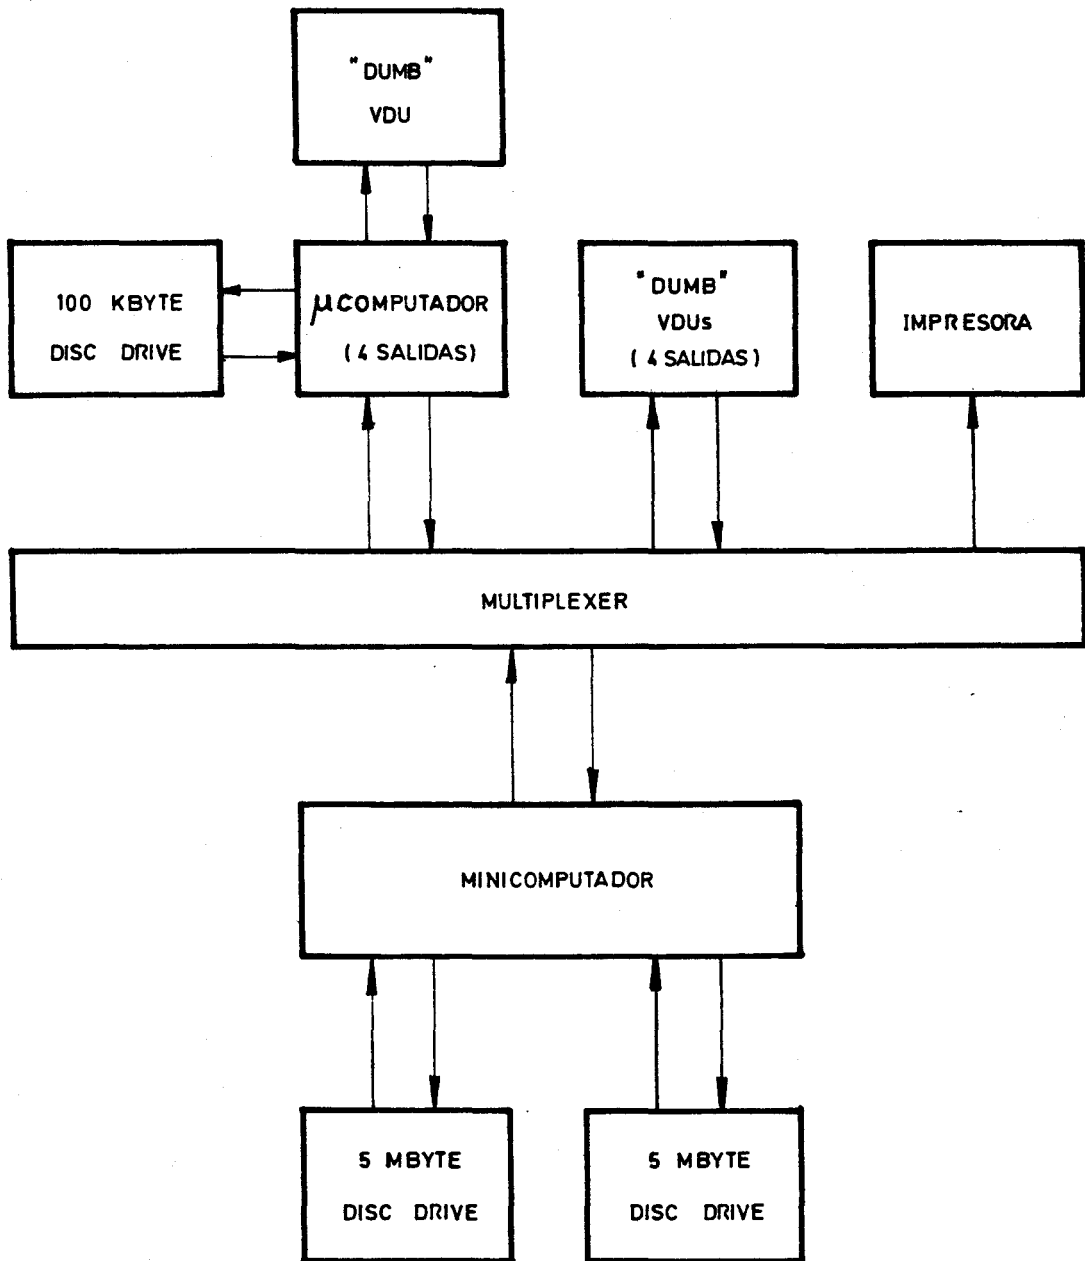 "DUMB"
VDU
100 KBYTE
DISC DRIVE
μCOMPUTADOR
(4 SALIDAS)
"DUMB"
VDUs
(4 SALIDAS)
IMPRESORA
MULTIPLEXER
MINICOMPUTADOR
5 MBYTE
DISC DRIVE
5 MBYTE
DISC DRIVE